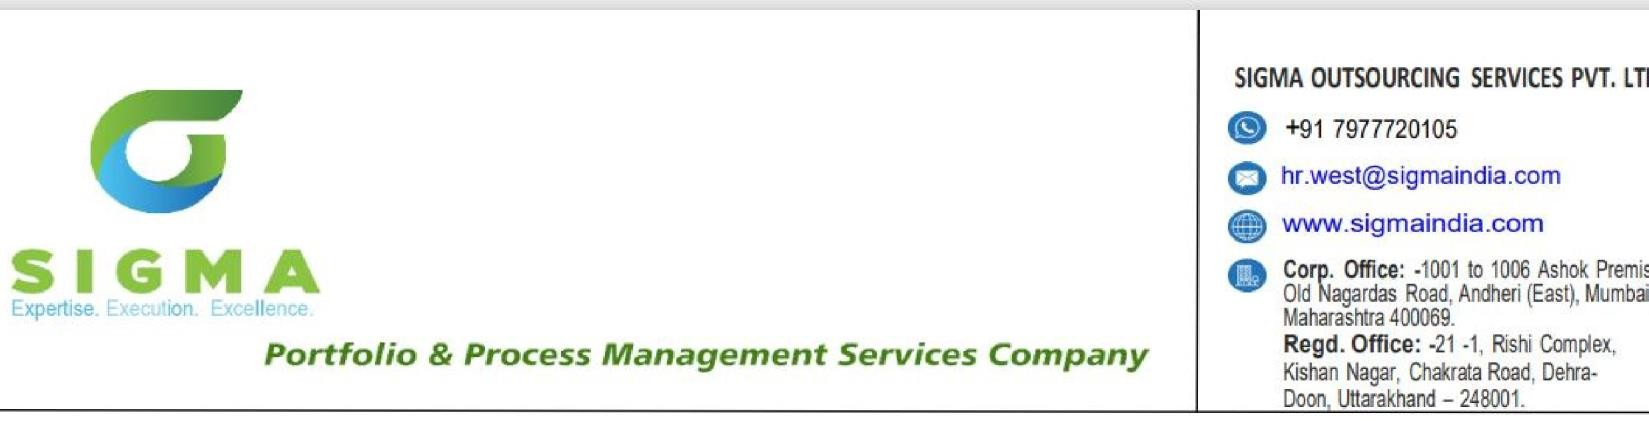 SIGMA
Expertise. Execution. Excellence.
Portfolio & Process Management Services Company
SIGMA OUTSOURCING SERVICES PVT.
+91 7977720105
hr.west@sigmaindia.com
www.sigmaindia.com
Corp. Office: -1001 to 1006 Ashok
Old Nagardas Road, Andheri (East), Mumbai
Maharashtra 400069.
Regd. Office: -21 -1, Rishi Complex,
Kishan Nagar, Chakrata Road, Dehra-
Doon, Uttarakhand – 248001.